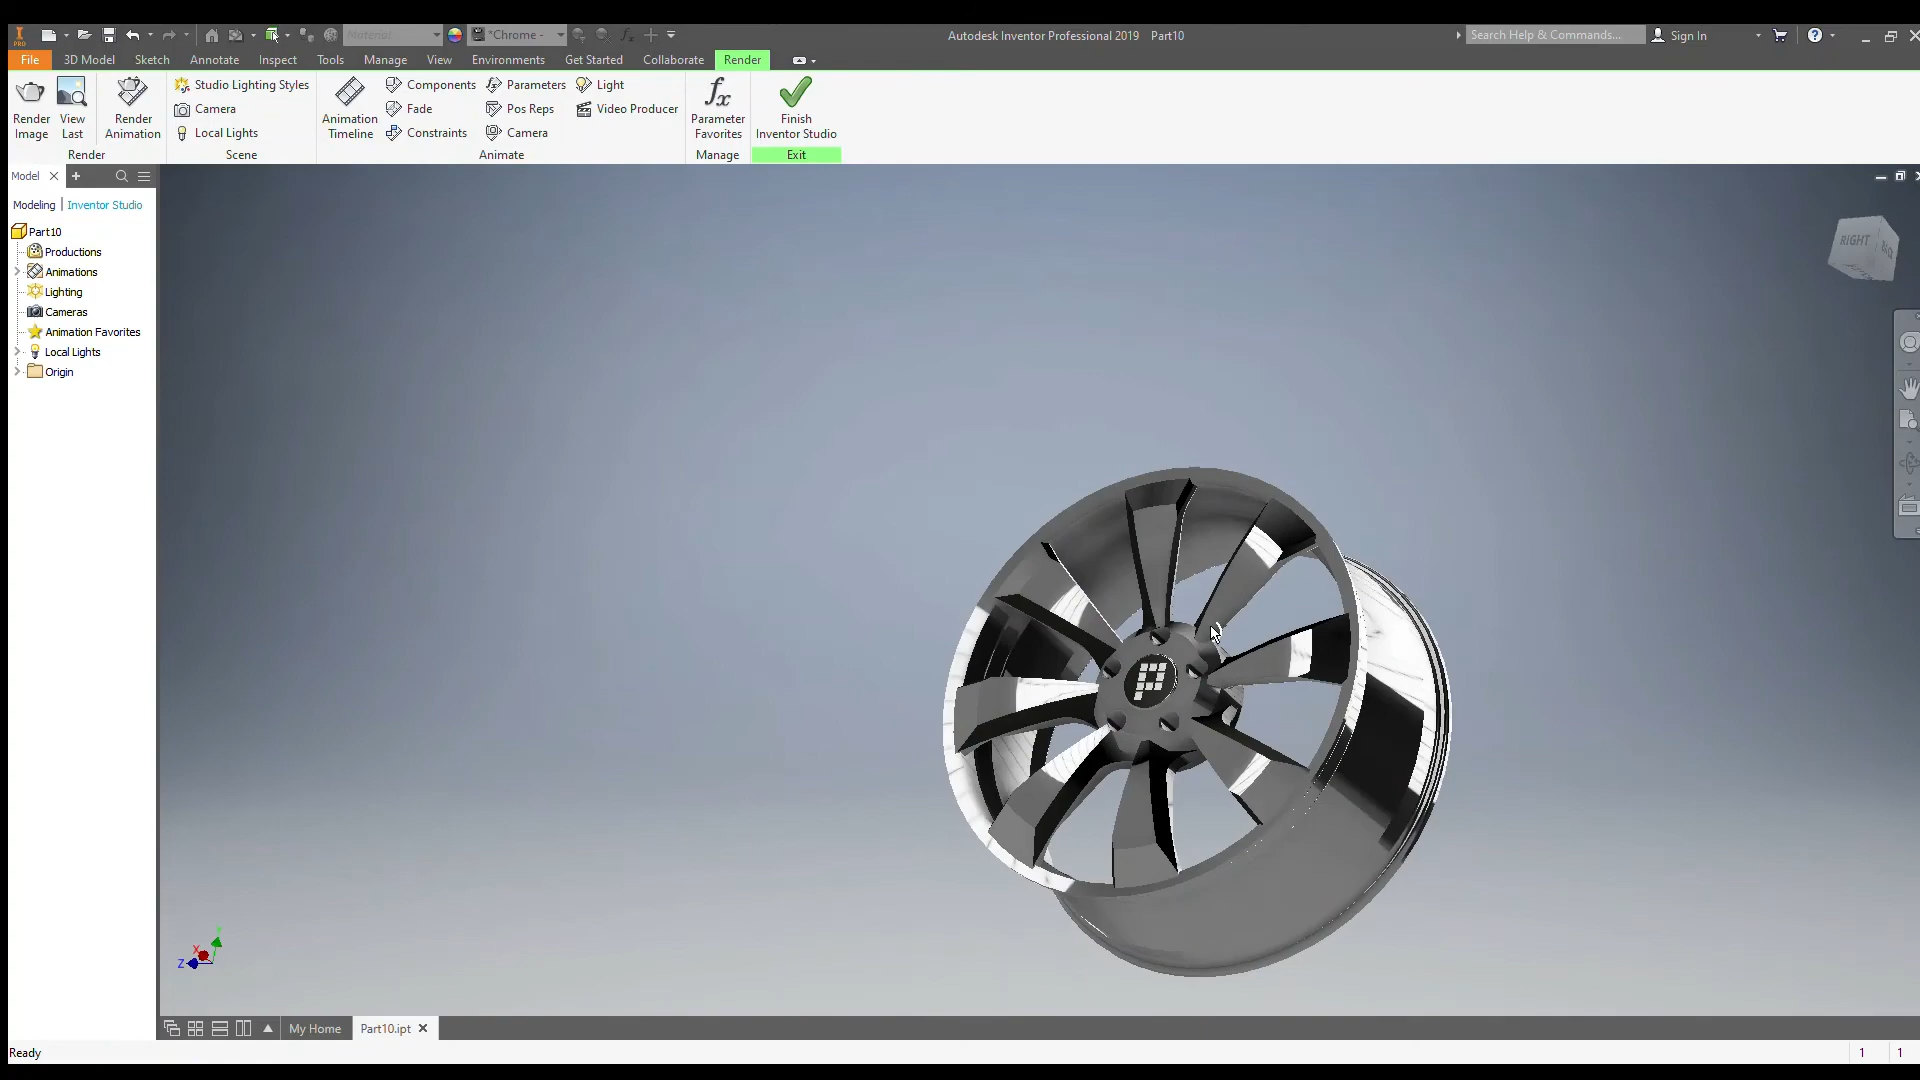 PRO
Material
*Chrome -
Autodesk Inventor Professional 2019 Part10
Search Help & Commands...
Sign In
File 3D Model Sketch Annotate Inspect Tools Manage View Environments Get Started Collaborate Render
Render Image
View Last
Render Animation
Studio Lighting Styles
Camera
Local Lights
Animation Timeline
Components
Fade
Constraints
Parameters
Pos Reps
Camera
Light
Video Producer
fx
Parameter Favorites
Finish Inventor Studio
Render Scene Animate Manage Exit
Model
Modeling | Inventor Studio
Part10
Productions
Animations
Lighting
Cameras
Animation Favorites
Local Lights
Origin
RIGHT
P
X
Y
Z
My Home Part10.ipt
Ready
1 1